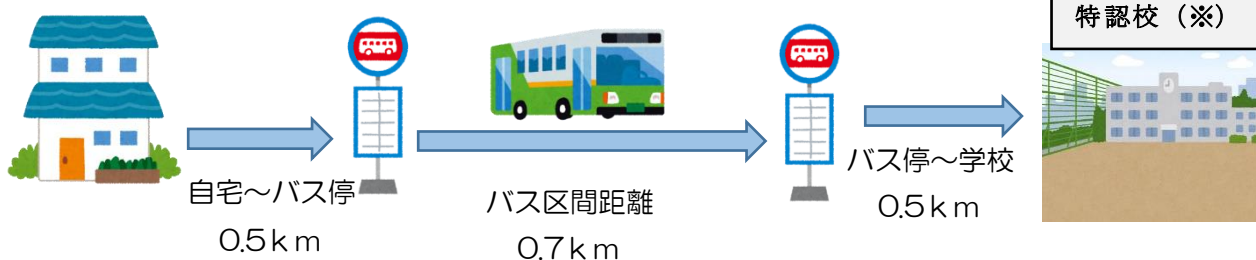 特認校（※）
自宅～バス停
0.5ｋｍ
バス区間距離
0.7ｋｍ
バス停～学校
0.5ｋｍ